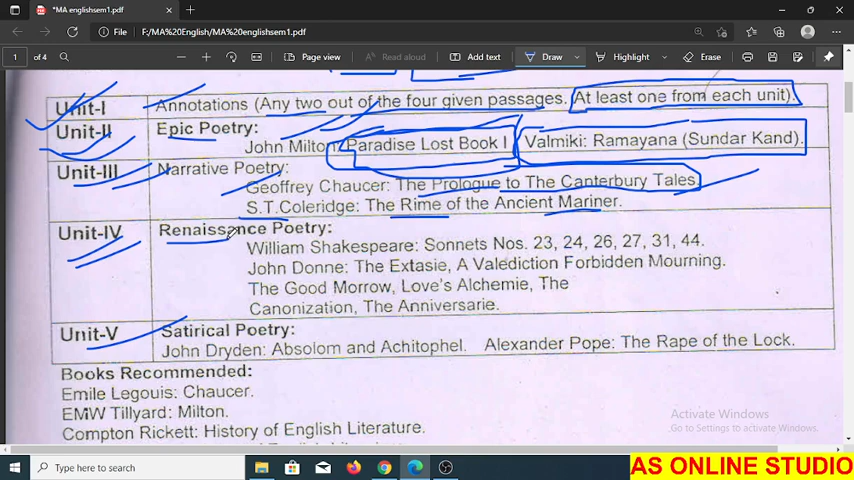 *MA English/englishsem1.pdf
File F:/MA%20English/MA%20english/englishsem1.pdf
1 of 4 Page view Read aloud Add text Draw Highlight Erase
Unit-I Annotations (Any two out of the four given passages. At least one from each unit).
Unit-II Epic Poetry:
John Milton: Paradise Lost Book I Valmiki: Ramayana (Sundar Kand).
Unit-III Narrative Poetry:
Geoffrey Chaucer: The Prologue to The Canterbury Tales.
S.T.Coleridge: The Rime of the Ancient Mariner.
Unit-IV Renaissance Poetry:
William Shakespeare: Sonnets Nos. 23, 24, 26, 27, 31, 44.
John Donne: The Extasie, A Valediction Forbidden Mourning.
The Good Morrow, Love's Alchemie, The
Canonization, The Anniversarie.
Unit-V Satirical Poetry:
John Dryden: Absolom and Achitophel. Alexander Pope: The Rape of the Lock.
Books Recommended:
Emile Legouis: Chaucer.
EMW Tillyard: Milton.
Compton Rickett: History of English Literature.
Activate Windows
Go to Settings to activate Windows.
Type here to search
AS ONLINE STUDIO